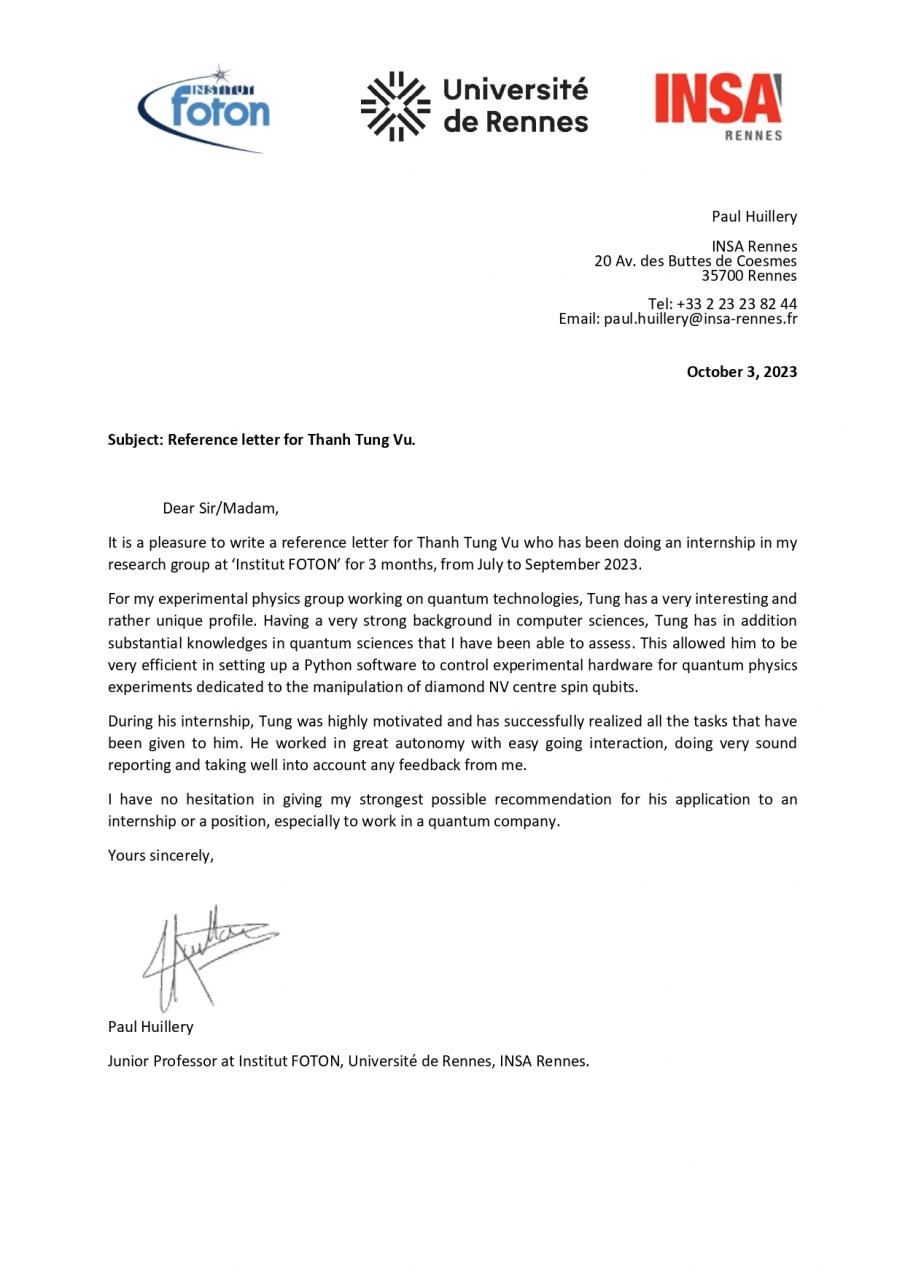 INSTITUT
foton
Université
de Rennes
INSA
RENNES
Paul Huillery
INSA Rennes
20 Av. des Buttes de Coesmes
35700 Rennes
Tel: +33 2 23 23 82 44
Email: paul.huillery@insa-rennes.fr
October 3, 2023
Subject: Reference letter for Thanh Tung Vu.
Dear Sir/Madam,
It is a pleasure to write a reference letter for Thanh Tung Vu who has been doing an internship in my
research group at ‘Institut FOTON’ for 3 months, from July to September 2023.
For my experimental physics group working on quantum technologies, Tung has a very interesting and
rather unique profile. Having a very strong background in computer sciences, Tung has in addition
substantial knowledges in quantum sciences that I have been able to assess. This allowed him to be
very efficient in setting up a Python software to control experimental hardware for quantum physics
experiments dedicated to the manipulation of diamond NV centre spin qubits.
During his internship, Tung was highly motivated and has successfully realized all the tasks that have
been given to him. He worked in great autonomy with easy going interaction, doing very sound
reporting and taking well into account any feedback from me.
I have no hesitation in giving my strongest possible recommendation for his application to an
internship or a position, especially to work in a quantum company.
Yours sincerely,
Paul Huillery
Junior Professor at Institut FOTON, Université de Rennes, INSA Rennes.